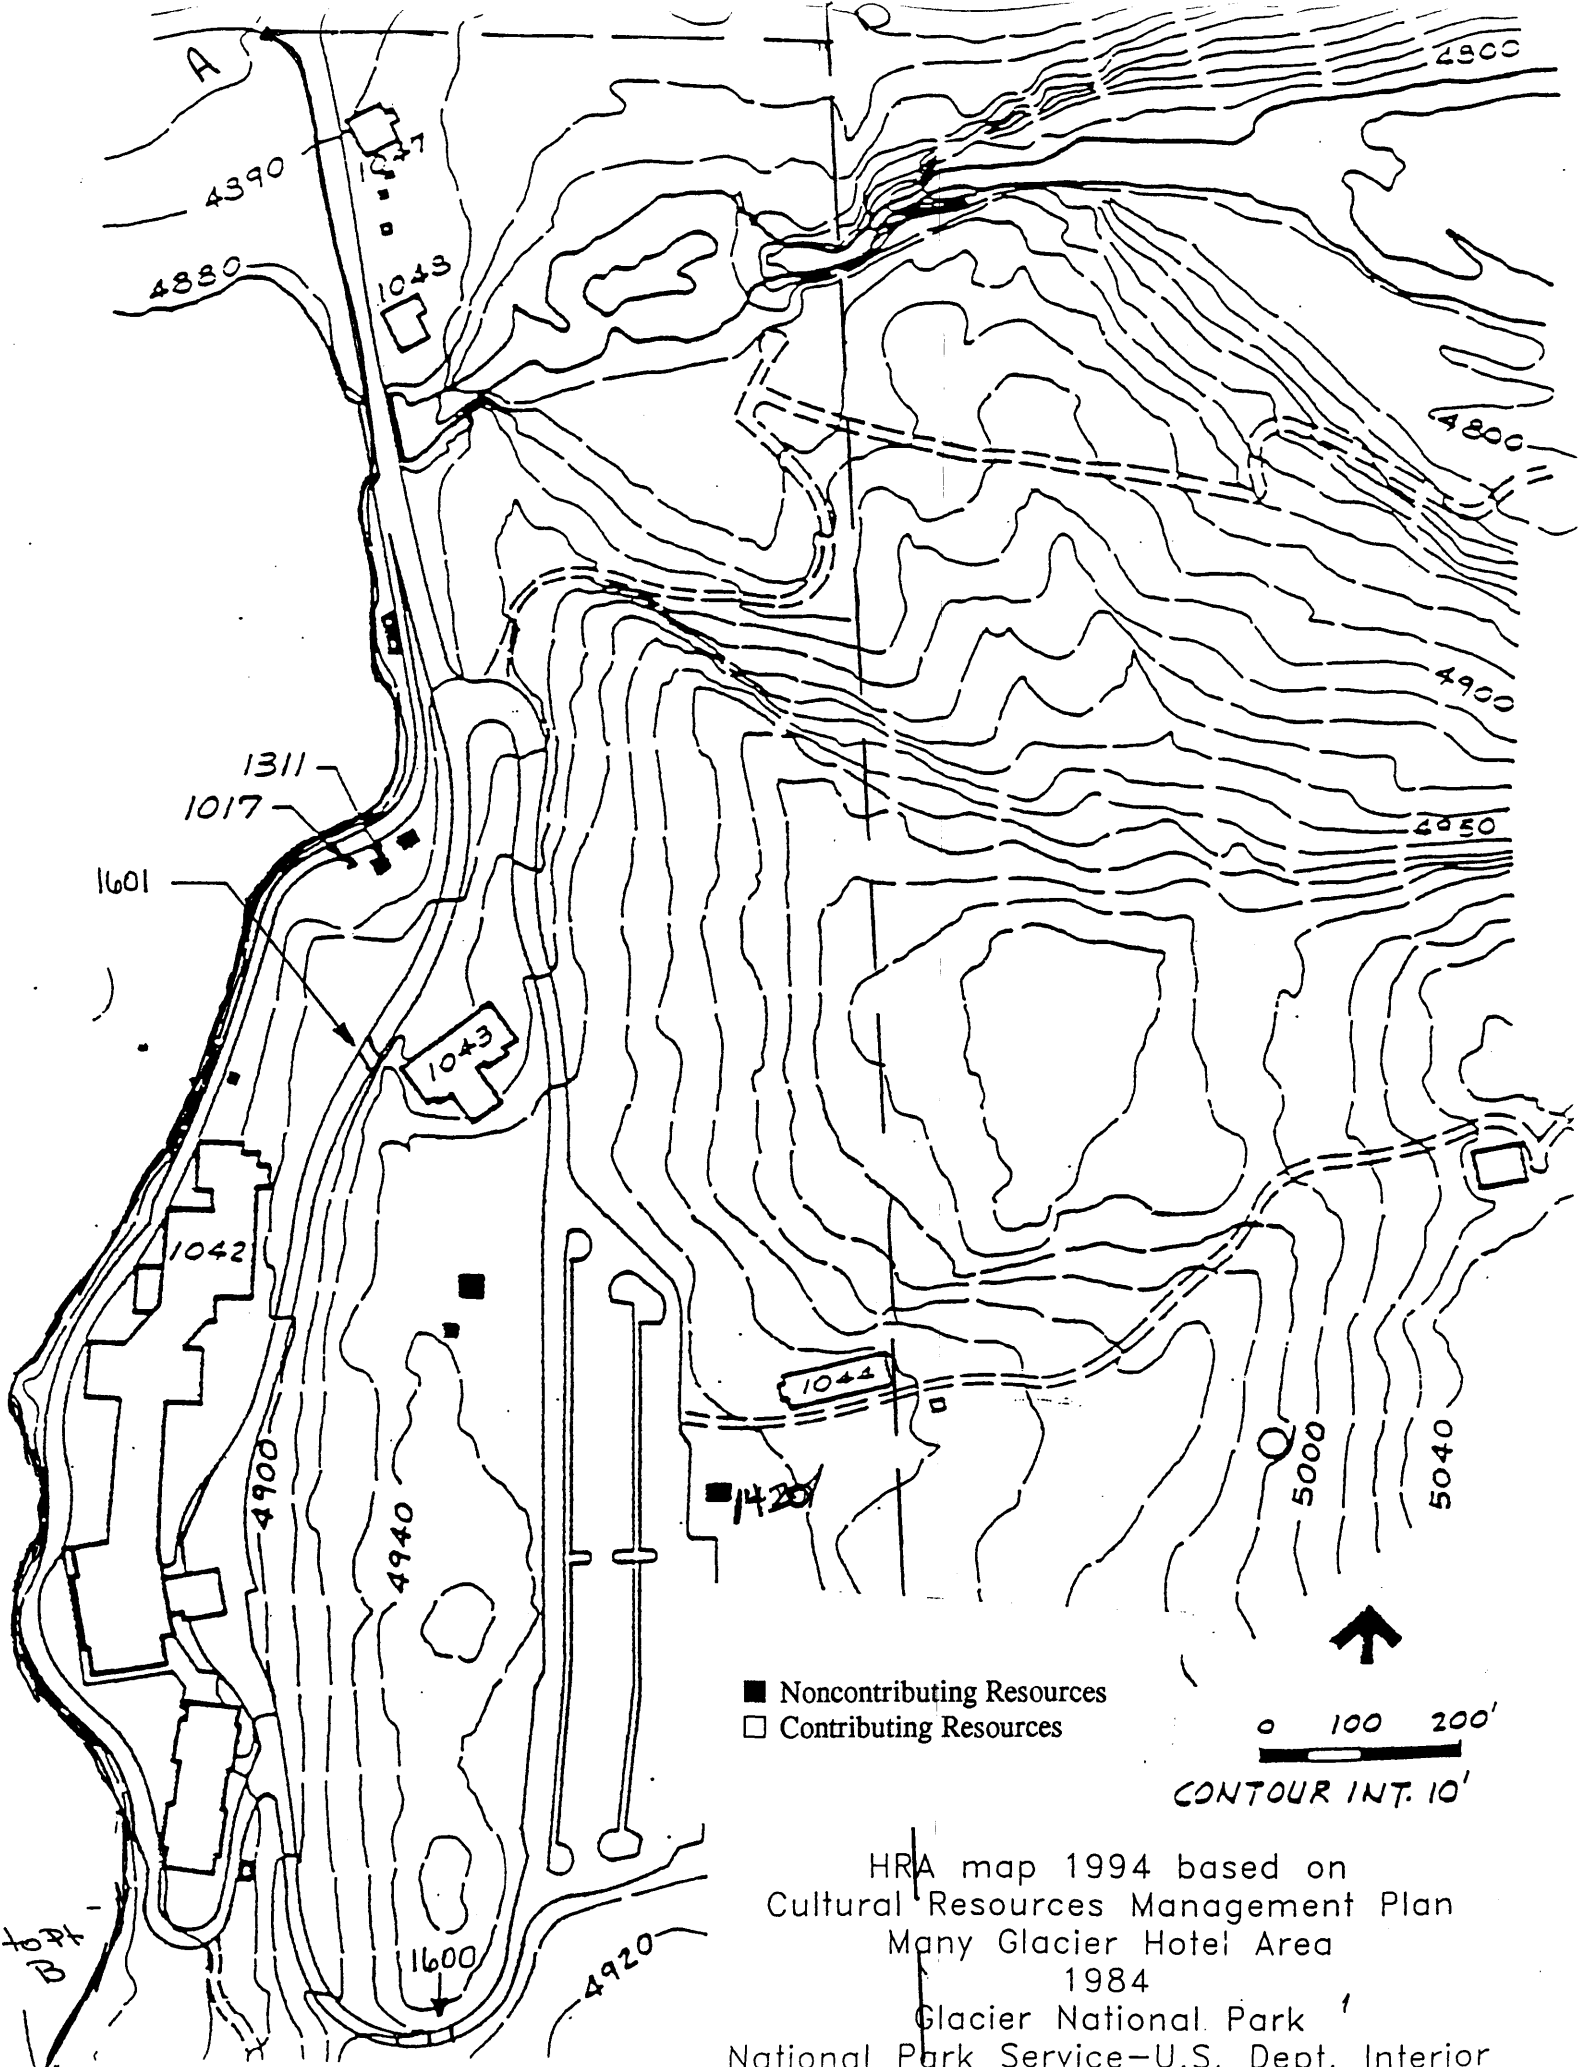 A
4900
1047
4390
4880
1048
4800
4900
1311
1017
4950
1601
1043
1042
1044
4900
4940
5000
5040
1420
Noncontributing Resources
Contributing Resources
0 100 200'
CONTOUR INT. 10'
HRA map 1994 based on
Cultural Resources Management Plan
Many Glacier Hotel Area
1984
Glacier National Park
National Park Service-U.S. Dept. Interior
to Pt
B
1600
4920